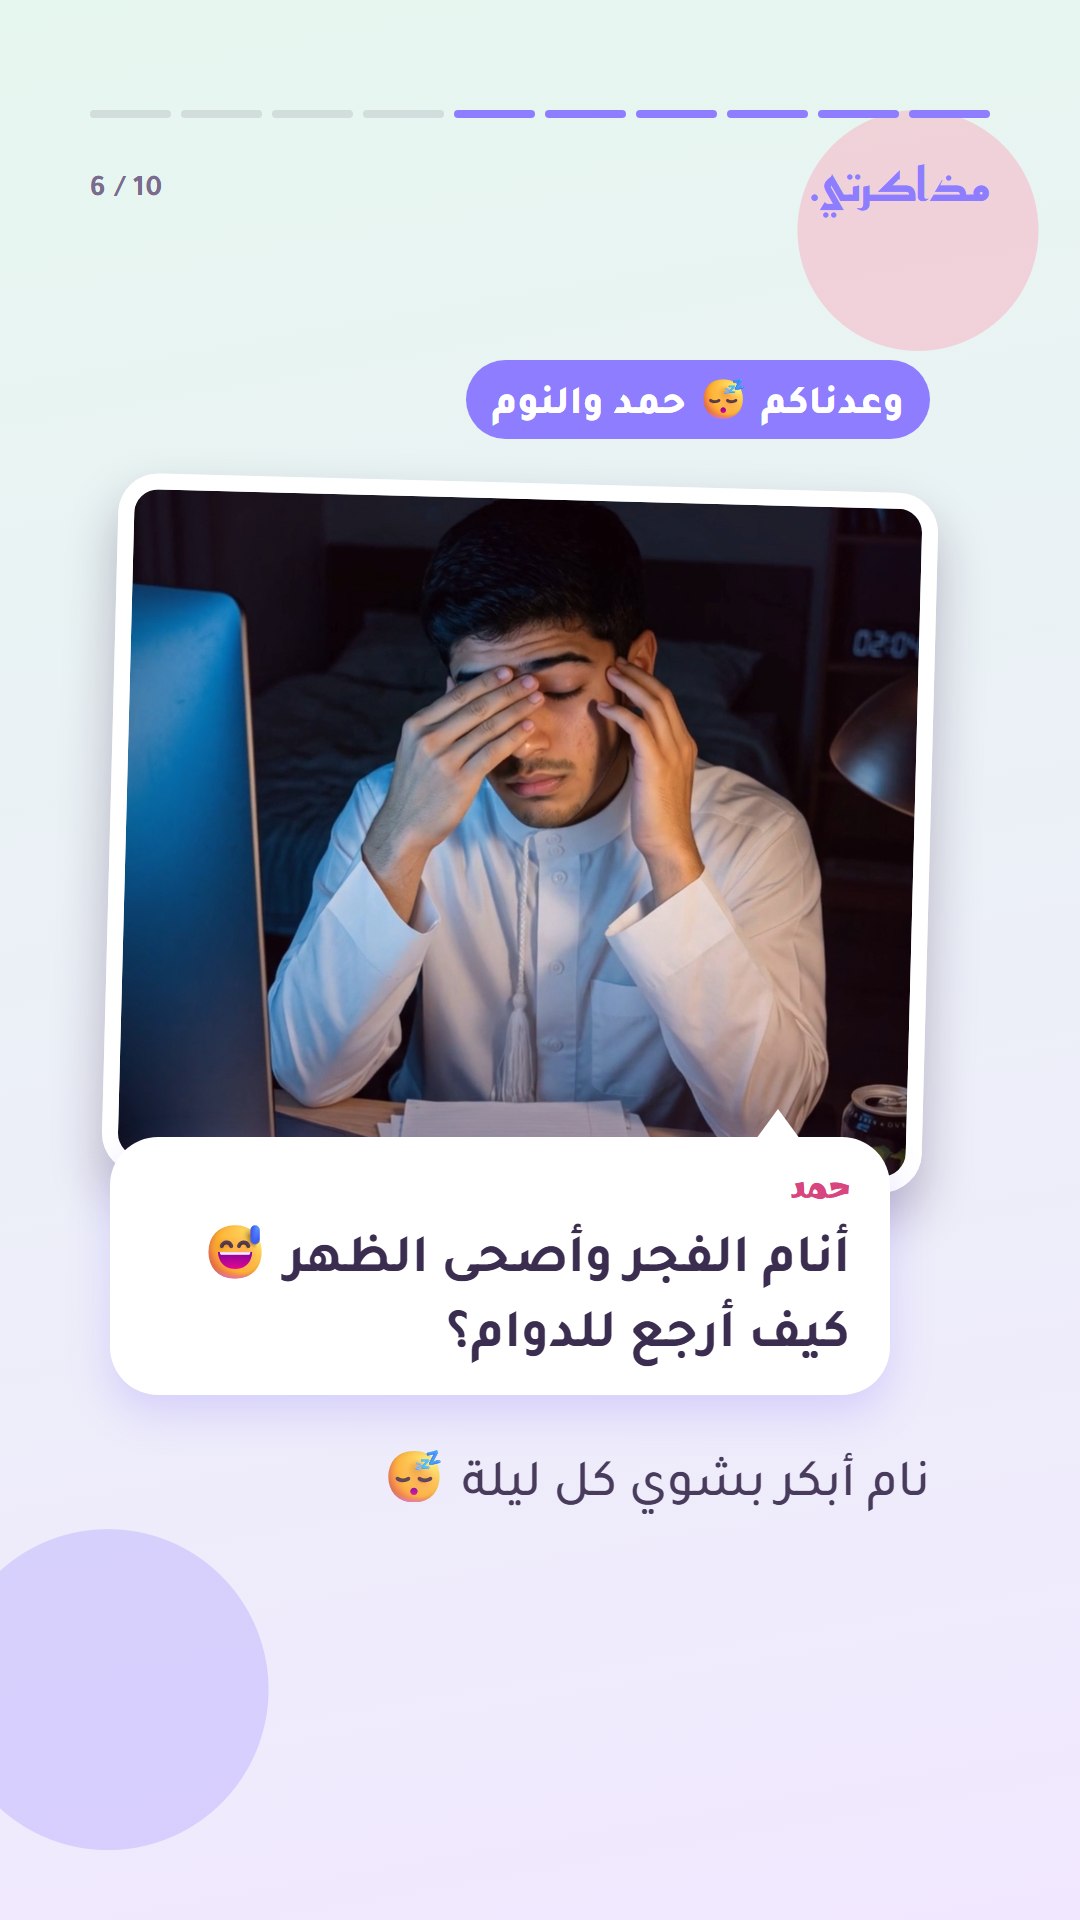 مذاكرتي.
6 / 10
وعدناكم 😴 حمد والنوم
02:04
حمد
أنام الفجر وأصحى الظهر 😅
كيف أرجع للدوام؟
نام أبكر بشوي كل ليلة 😴